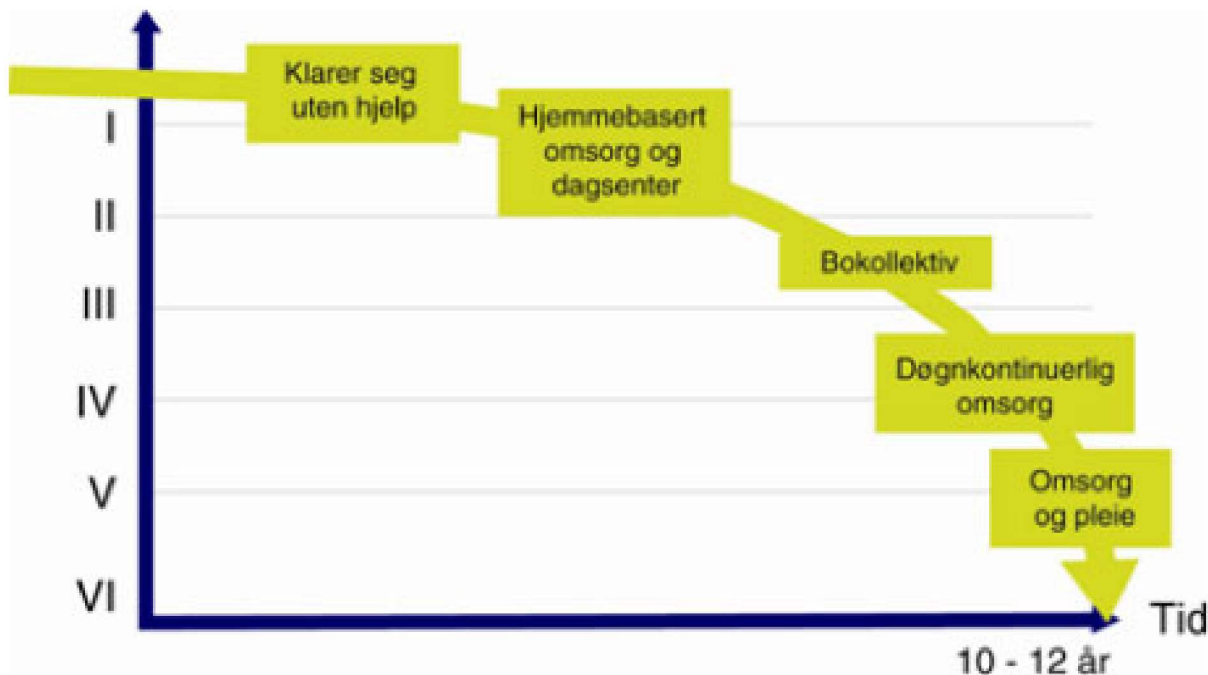 Klarer seg
uten hjelp
I
Hjemmebasert
omsorg og
dagsenter
II
Bokollektiv
III
Døgnkontinuerlig
omsorg
IV
Omsorg
og pleie
V
VI
Tid
10 - 12 år